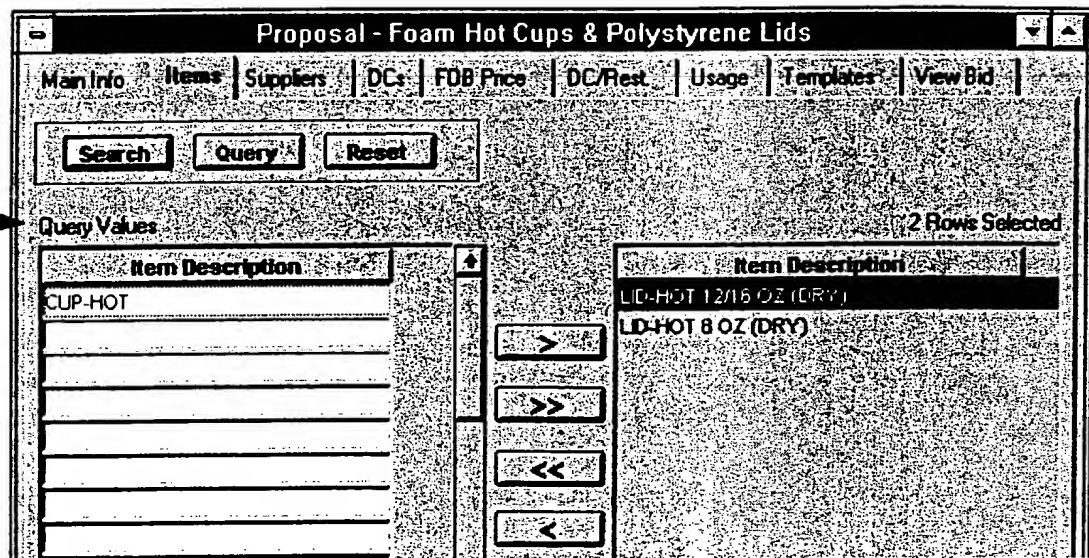 Proposal - Foam Hot Cups & Polystyrene Lids
Main Info Items Suppliers DCs FOB Price DC/Rest Usage Templates View Bid
Search Query Reset
Query Values 2 Rows Selected
Item Description Item Description
CUP-HOT LID-HOT 12/16 OZ (DRY)
LID-HOT 8 OZ (DRY)
>
>>
<<
<